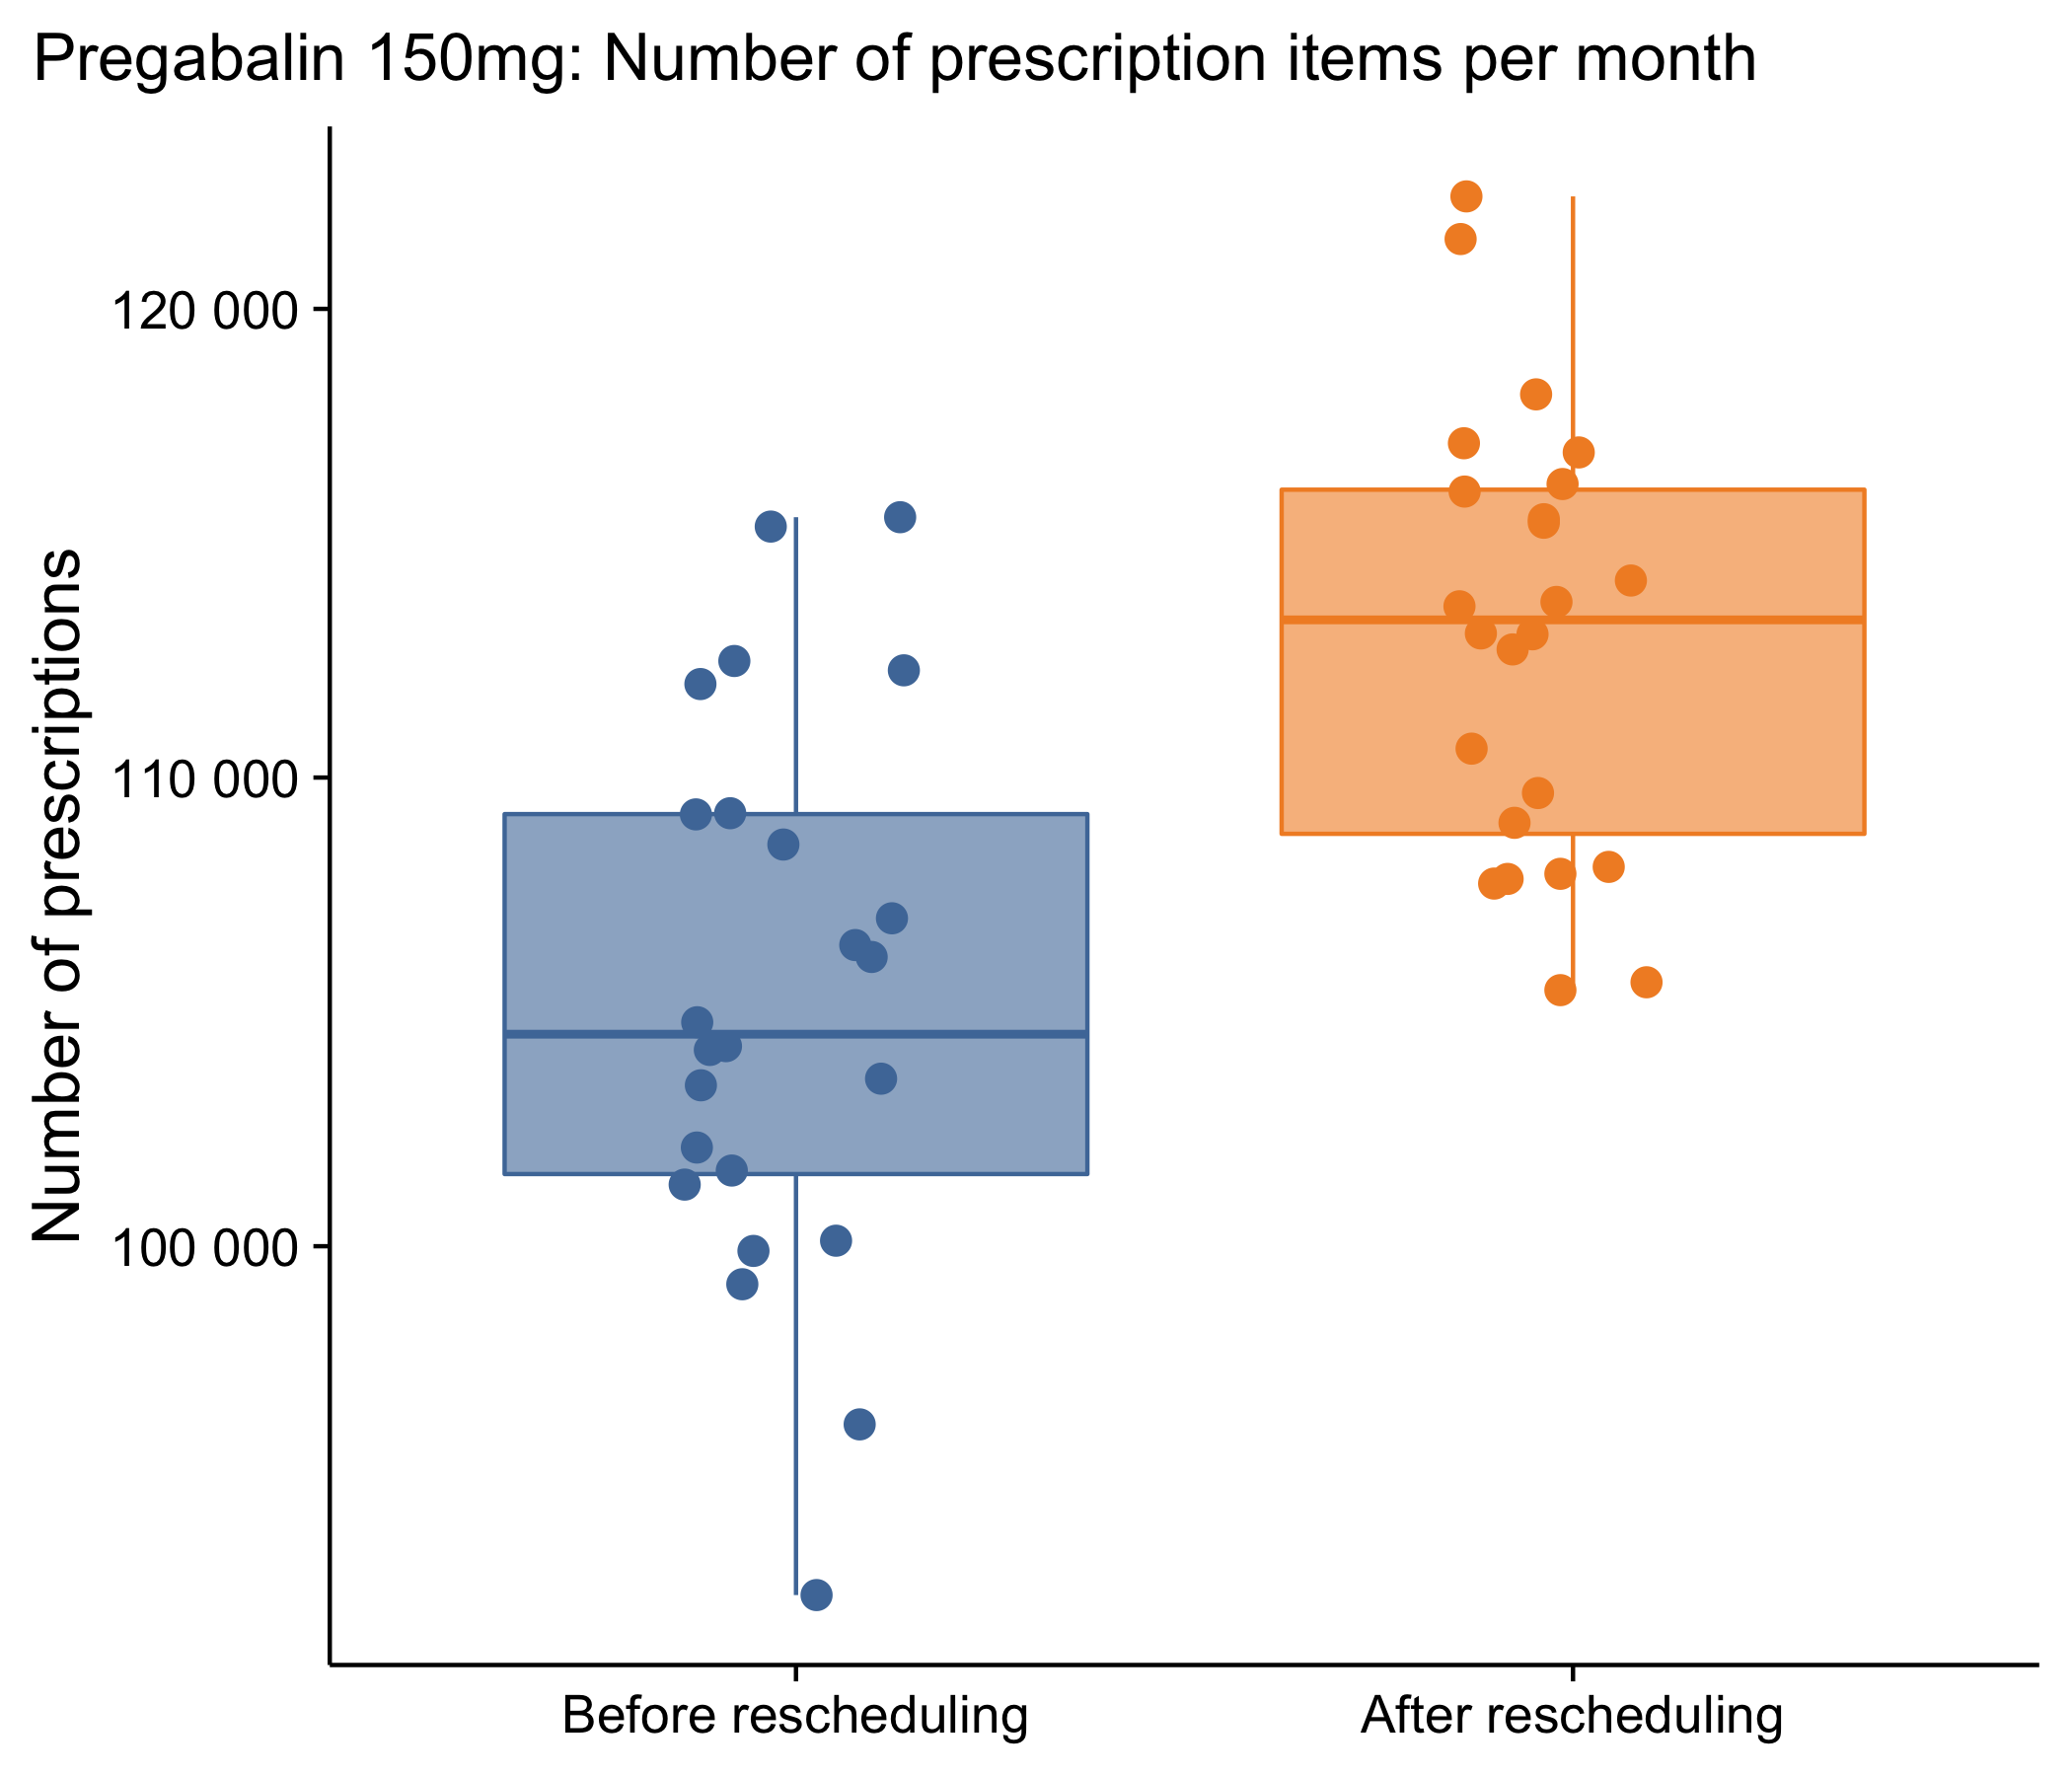 Pregabalin 150mg: Number of prescription items per month
Number of prescriptions
120 000
110 000
100 000
Before rescheduling
After rescheduling